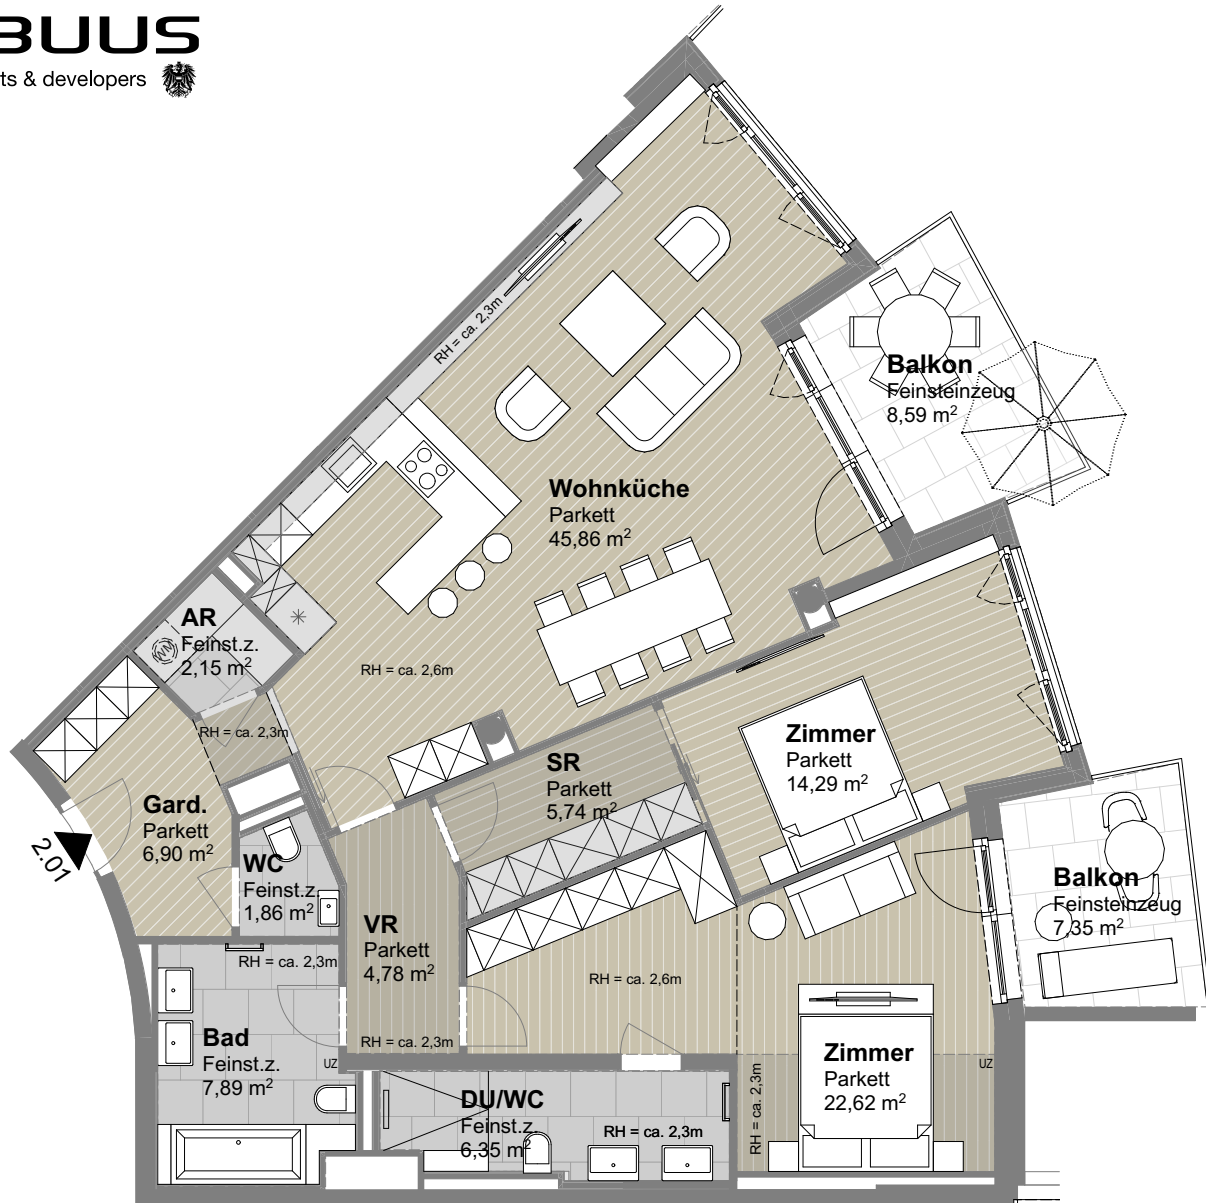 BUUS
ts & developers
RH = ca. 2,3m
Balkon
Feinsteinzeug
8,59 m²
Wohnküche
Parkett
45,86 m²
AR
Feinst.z.
2,15 m²
RH = ca. 2,6m
RH = ca. 2,3m
Zimmer
Parkett
14,29 m²
SR
Parkett
5,74 m²
Gard.
Parkett
6,90 m²
2.01
WC
Feinst.z.
1,86 m²
Balkon
Feinsteinzeug
7,35 m²
VR
Parkett
4,78 m²
RH = ca. 2,3m
RH = ca. 2,6m
Bad
Feinst.z.
7,89 m²
RH = ca. 2,3m
UZ
Zimmer
Parkett
22,62 m²
UZ
RH = ca. 2,3m
DU/WC
Feinst.z.
6,35 m²
RH = ca. 2,3m